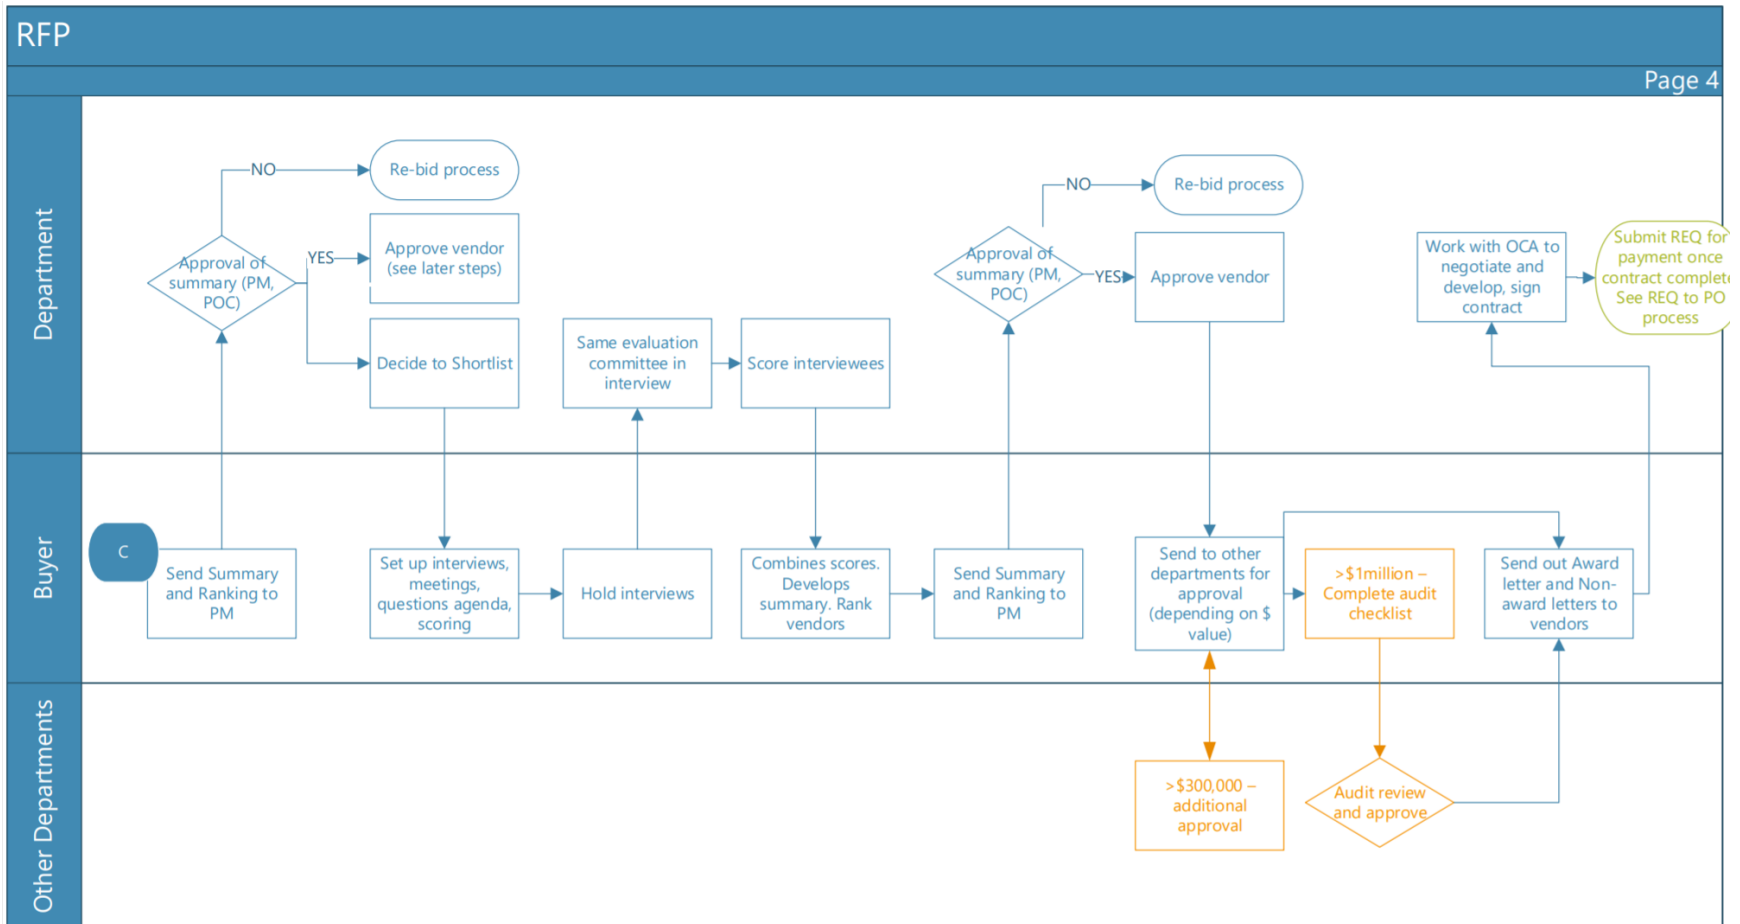 RFP
Page 4
Department
NO
Re-bid process
Approval of
summary (PM,
POC)
YES
Approve vendor
(see later steps)
Decide to Shortlist
Same evaluation
committee in
interview
Score interviewees
NO
Re-bid process
Approval of
summary (PM,
POC)
YES
Approve vendor
Work with OCA to
negotiate and
develop, sign
contract
Submit REQ for
payment once
contract complete
See REQ to PO
process
Buyer
C
Send Summary
and Ranking to
PM
Set up interviews,
meetings,
questions agenda,
scoring
Hold interviews
Combines scores.
Develops
summary. Rank
vendors
Send Summary
and Ranking to
PM
Send to other
departments for
approval
(depending on $
value)
>$1million –
Complete audit
checklist
Send out Award
letter and Non-
award letters to
vendors
Other Departments
>$300,000 –
additional
approval
Audit review
and approve